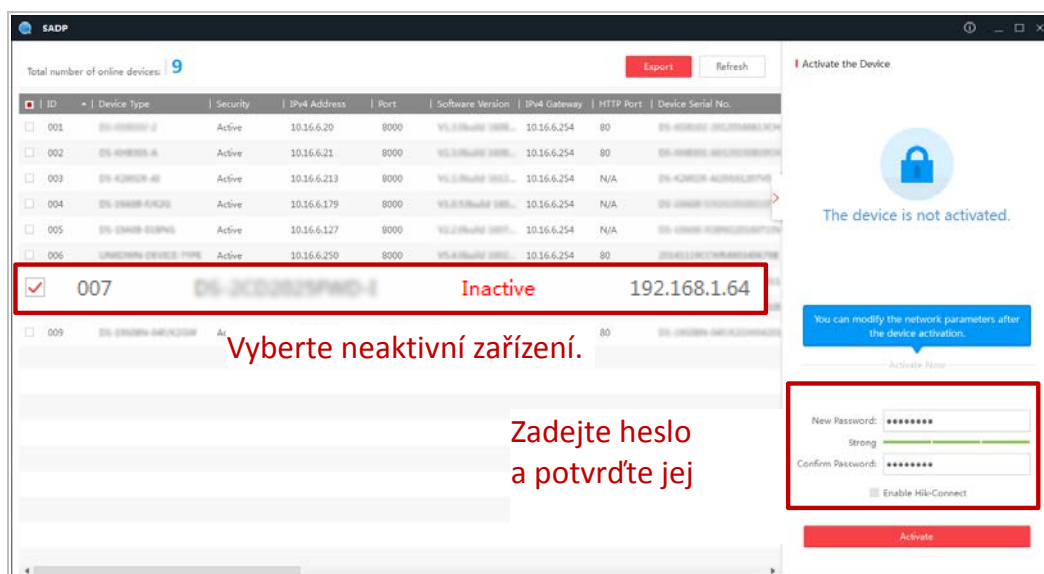 SADP
Total number of online devices: 9
Export Refresh
Activate the Device
ID Device Type Security IPv4 Address Port Software Version IPv4 Gateway HTTP Port Device Serial No.
001 Active 10.16.6.20 8000 10.16.6.254 80
002 Active 10.16.6.21 8000 10.16.6.254 80
003 Active 10.16.6.213 8000 10.16.6.254 N/A
004 Active 10.16.6.179 8000 10.16.6.254 N/A
005 Active 10.16.6.127 8000 10.16.6.254 N/A
006 Active 10.16.6.250 8000 10.16.6.254 80
The device is not activated.
007 Inactive 192.168.1.64
009 80
Vyberte neaktivní zařízení.
You can modify the network parameters after
the device activation.
Activate Now
Zadejte heslo
a potvrďte jej
New Password:
Strong
Confirm Password:
Enable Hik-Connect
Activate